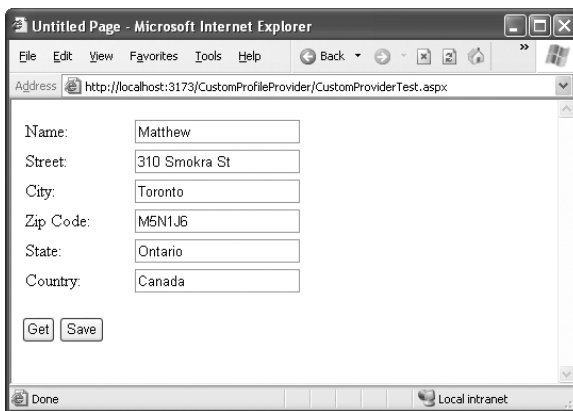 Untitled Page - Microsoft Internet Explorer
File Edit View Favorites Tools Help Back »
Address http://localhost:3173/CustomProfileProvider/CustomProviderTest.aspx
Name: Matthew
Street: 310 Smokra St
City: Toronto
Zip Code: M5N1J6
State: Ontario
Country: Canada
Get Save
Done Local intranet